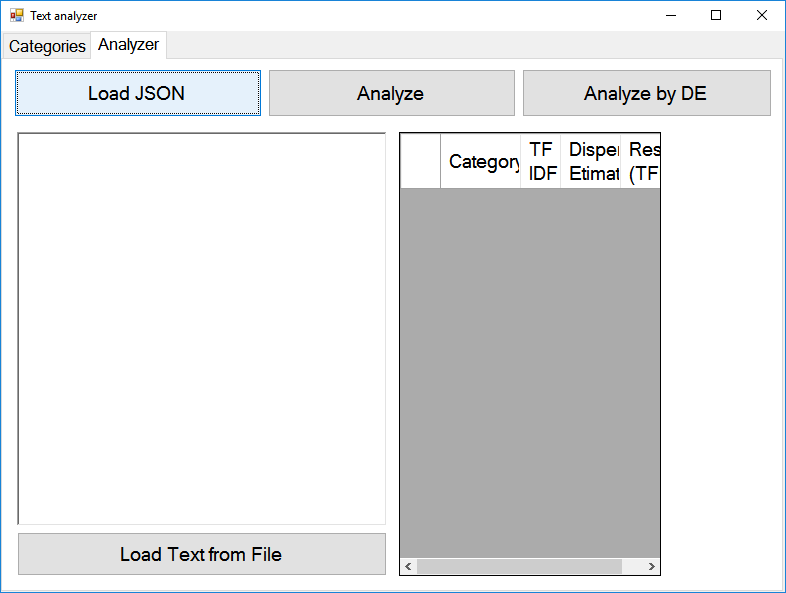 Text analyzer
Categories Analyzer
Load JSON Analyze Analyze by DE
Category TF Disper Res
IDF Etimat (TF
Load Text from File